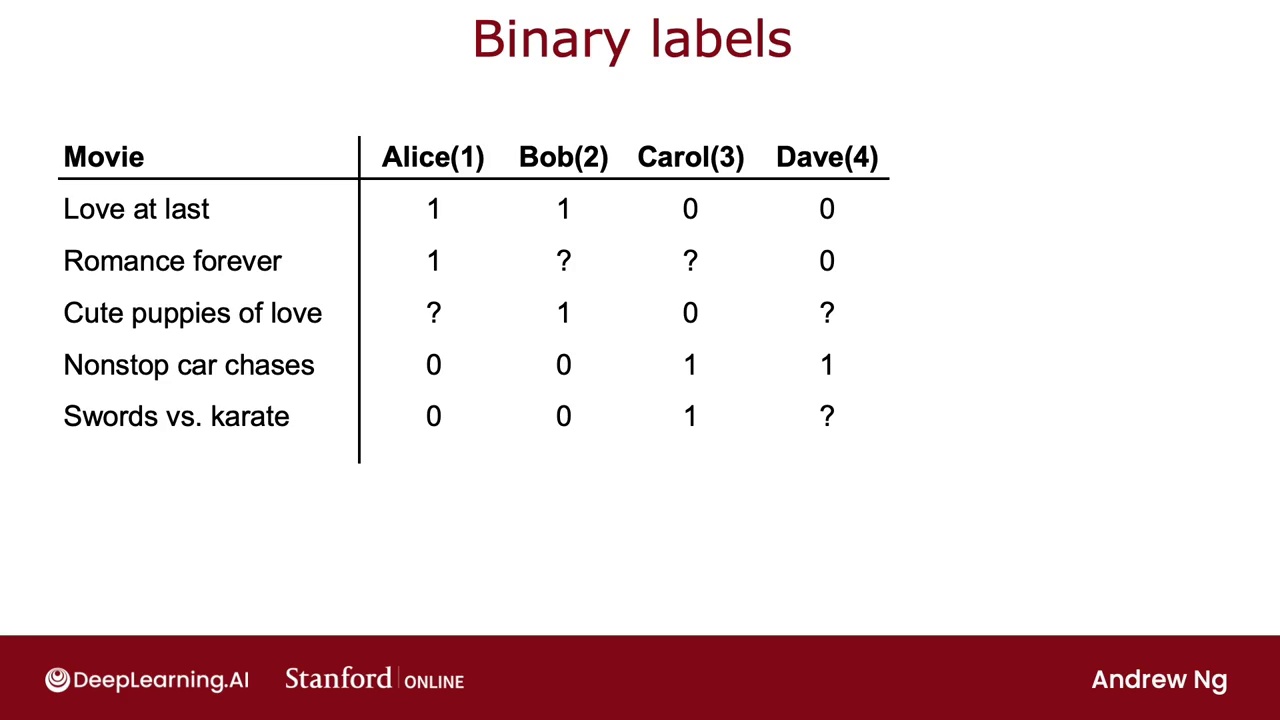 Binary labels
Movie Alice(1) Bob(2) Carol(3) Dave(4)
Love at last 1 1 0 0
Romance forever 1 ? ? 0
Cute puppies of love ? 1 0 ?
Nonstop car chases 0 0 1 1
Swords vs. karate 0 0 1 ?
DeepLearning.AI Stanford ONLINE Andrew Ng